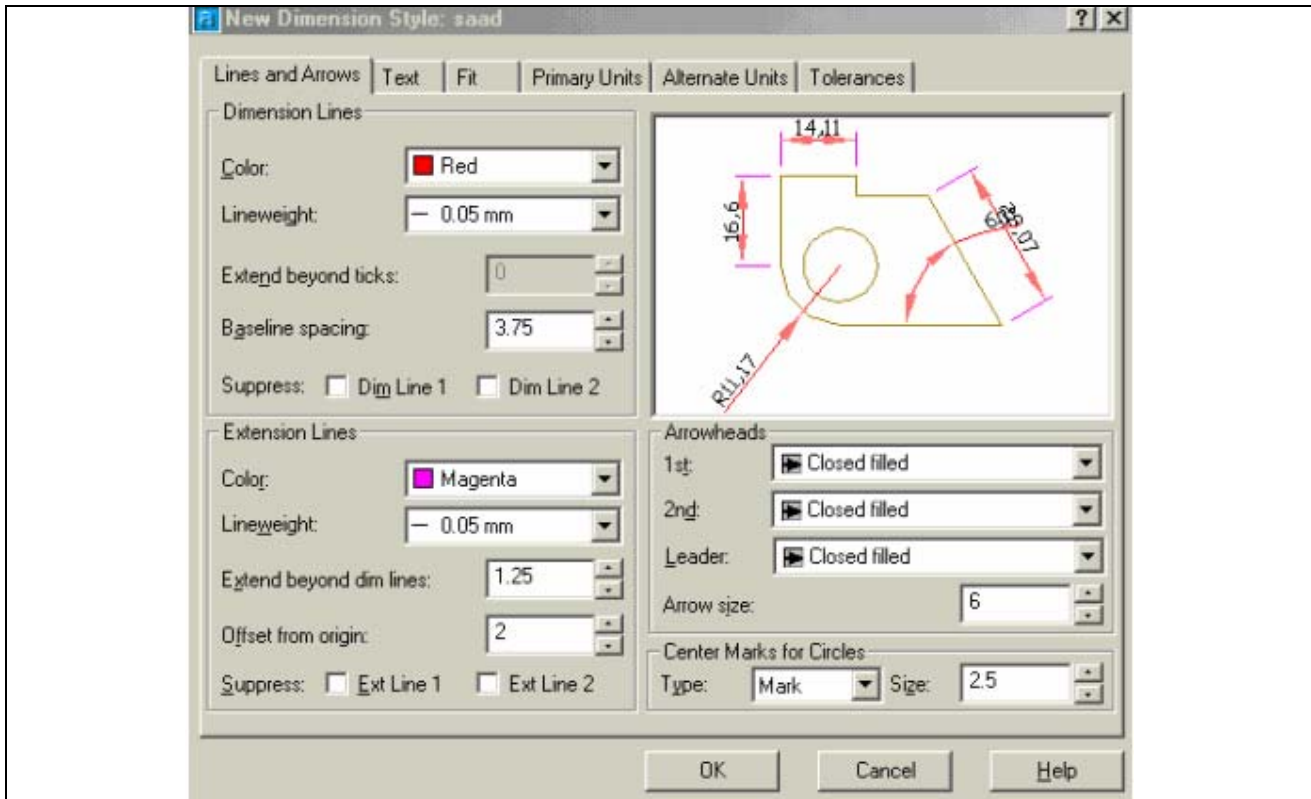 New Dimension Style: saad
Lines and Arrows Text Fit Primary Units Alternate Units Tolerances
Dimension Lines
Color: Red
Lineweight: 0.05 mm
Extend beyond ticks: 0
Baseline spacing: 3.75
Suppress: Dim Line 1 Dim Line 2
14,11
16,6
R11,17
Extension Lines
Color: Magenta
Lineweight: 0.05 mm
Extend beyond dim lines: 1.25
Offset from origin: 2
Suppress: Ext Line 1 Ext Line 2
Arrowheads
1st: Closed filled
2nd: Closed filled
Leader: Closed filled
Arrow size: 6
Center Marks for Circles
Type: Mark Size: 2.5
OK Cancel Help